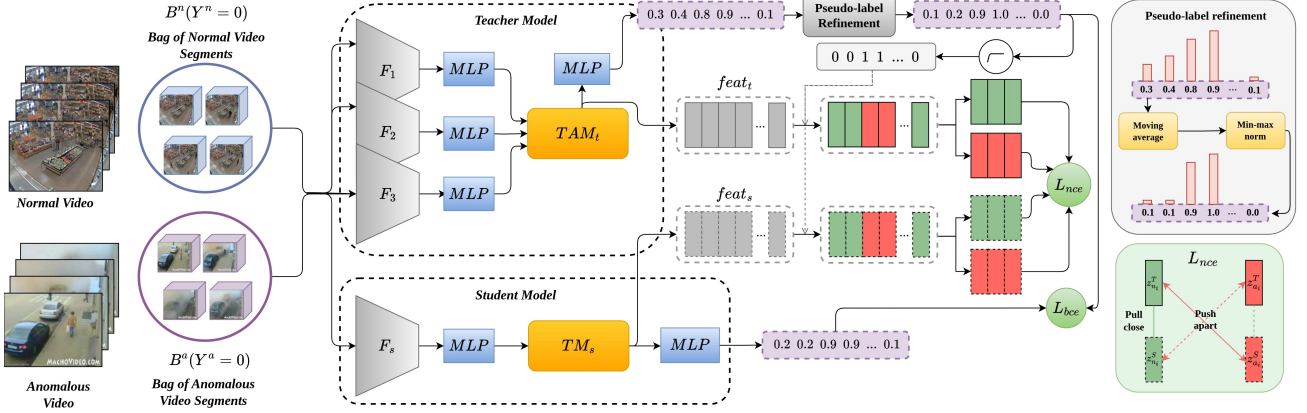 B^n(Y^n = 0)
Bag of Normal Video
Segments
Normal Video
MACHOVIDEO.COM
Anomalous
Video
B^a(Y^a = 0)
Bag of Anomalous
Video Segments
Teacher Model
F_1
F_2
F_3
MLP
MLP
MLP
MLP
TAM_t
0.3 0.4 0.8 0.9 ... 0.1
Pseudo-label
Refinement
0.1 0.2 0.9 1.0 ... 0.0
0 0 1 1 ... 0
feat_t
...
...
feat_s
...
...
L_nce
Student Model
F_s
MLP
TM_s
MLP
0.2 0.2 0.9 0.9 ... 0.1
L_bce
Pseudo-label refinement
...
0.3 0.4 0.8 0.9 ... 0.1
Moving
average
Min-max
norm
...
0.1 0.1 0.9 1.0 ... 0.0
L_nce
z_{n_i}^T
z_{a_i}^T
Pull
close
Push
apart
z_{n_i}^S
z_{a_i}^S